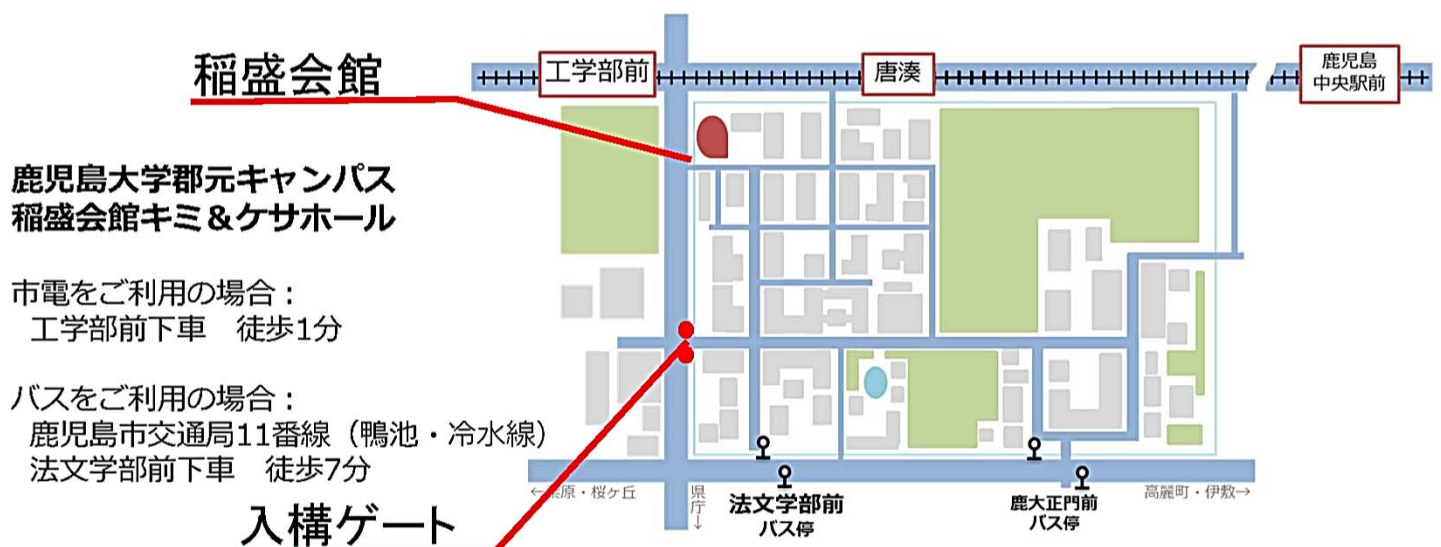 稲盛会館
工学部前
唐湊
鹿児島
中央駅前
鹿児島大学郡元キャンパス
稲盛会館キミ＆ケサホール
市電をご利用の場合：
工学部前下車　徒歩1分
バスをご利用の場合：
鹿児島市交通局11番線（鴨池・冷水線）
法文学部前下車　徒歩7分
入構ゲート
原・桜ヶ丘
県庁→
法文学部前
バス停
鹿大正門前
バス停
高麗町・伊敷→